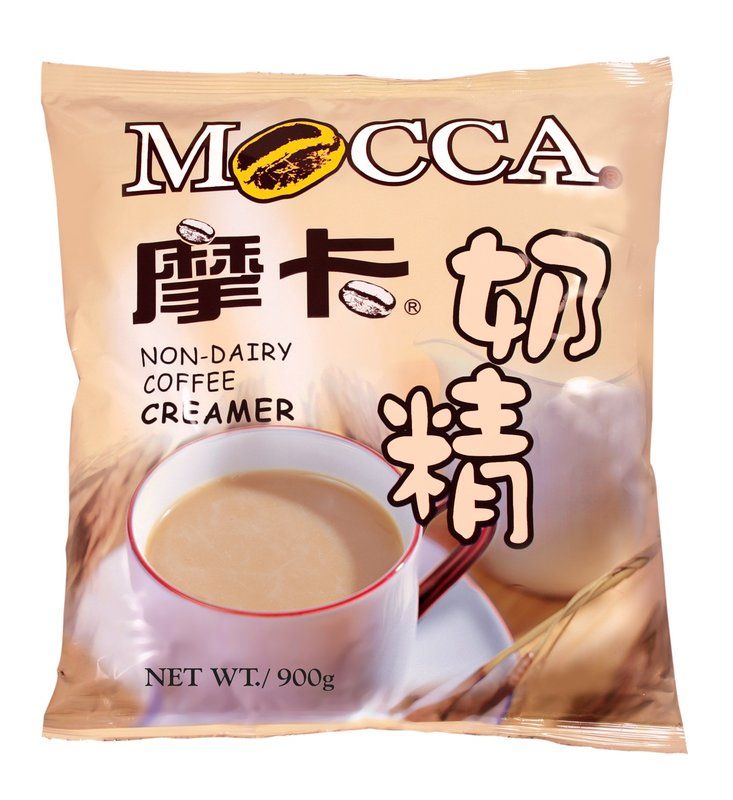 MOCCA®
摩卡®
奶精
NON-DAIRY
COFFEE
CREAMER
NET WT./ 900g